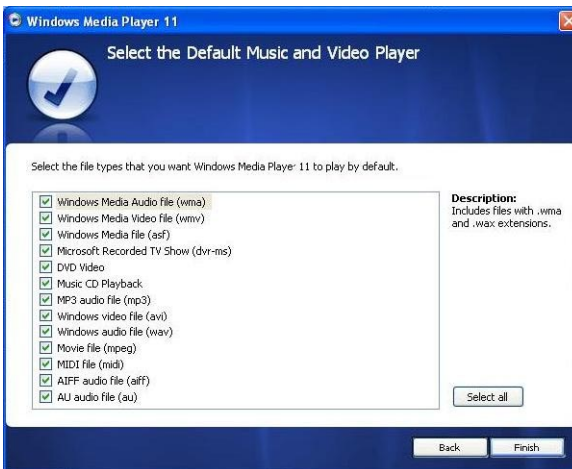 Windows Media Player 11
Select the Default Music and Video Player
Select the file types that you want Windows Media Player 11 to play by default.
Windows Media Audio file (wma)
Windows Media Video file (wmv)
Windows Media file (asf)
Microsoft Recorded TV Show (dvr-ms)
DVD Video
Music CD Playback
MP3 audio file (mp3)
Windows video file (avi)
Windows audio file (wav)
Movie file (mpeg)
MIDI file (midi)
AIFF audio file (aiff)
AU audio file (au)
Description:
Includes files with .wma
and .wax extensions.
Select all
Back
Finish